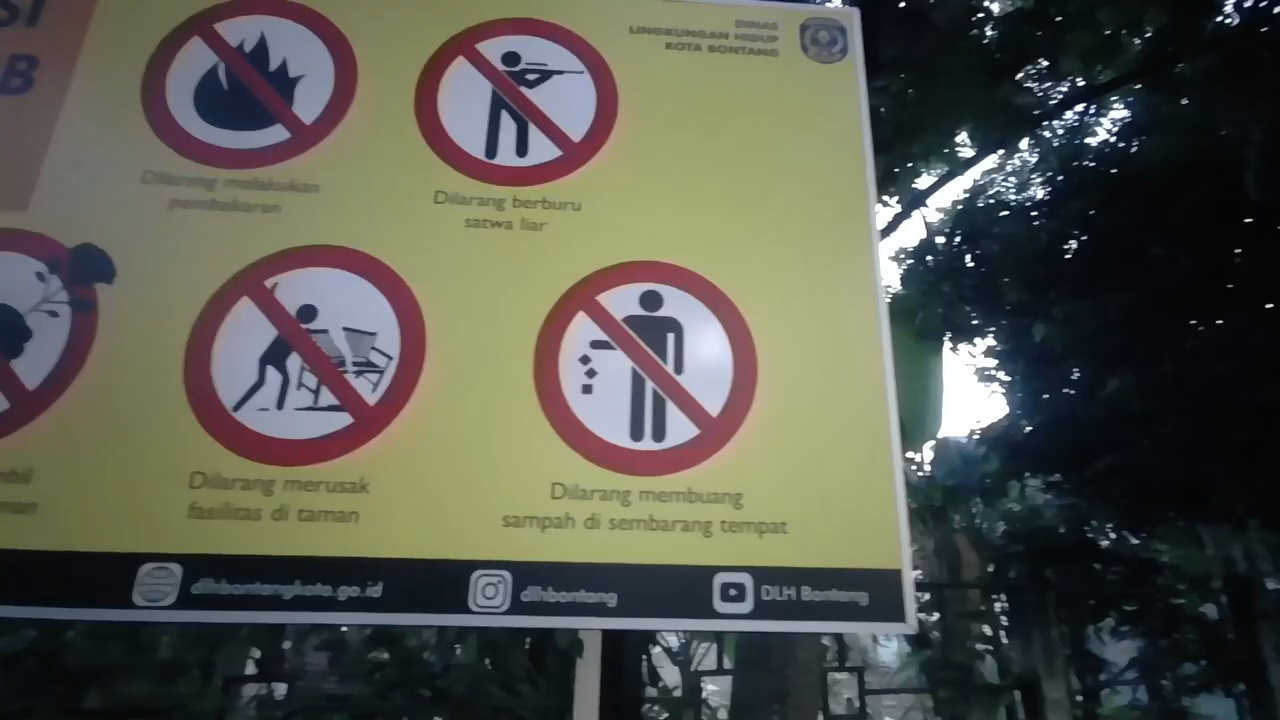 SI
B
DINAS
LINGKUNGAN HIDUP
KOTA BONTANG
Dilarang melakukan
pembakaran
Dilarang berburu
satwa liar
Dilarang merusak
fasilitas di taman
Dilarang membuang
sampah di sembarang tempat
dlhbontangkota.go.id
dlhbontang
DLH Bontang